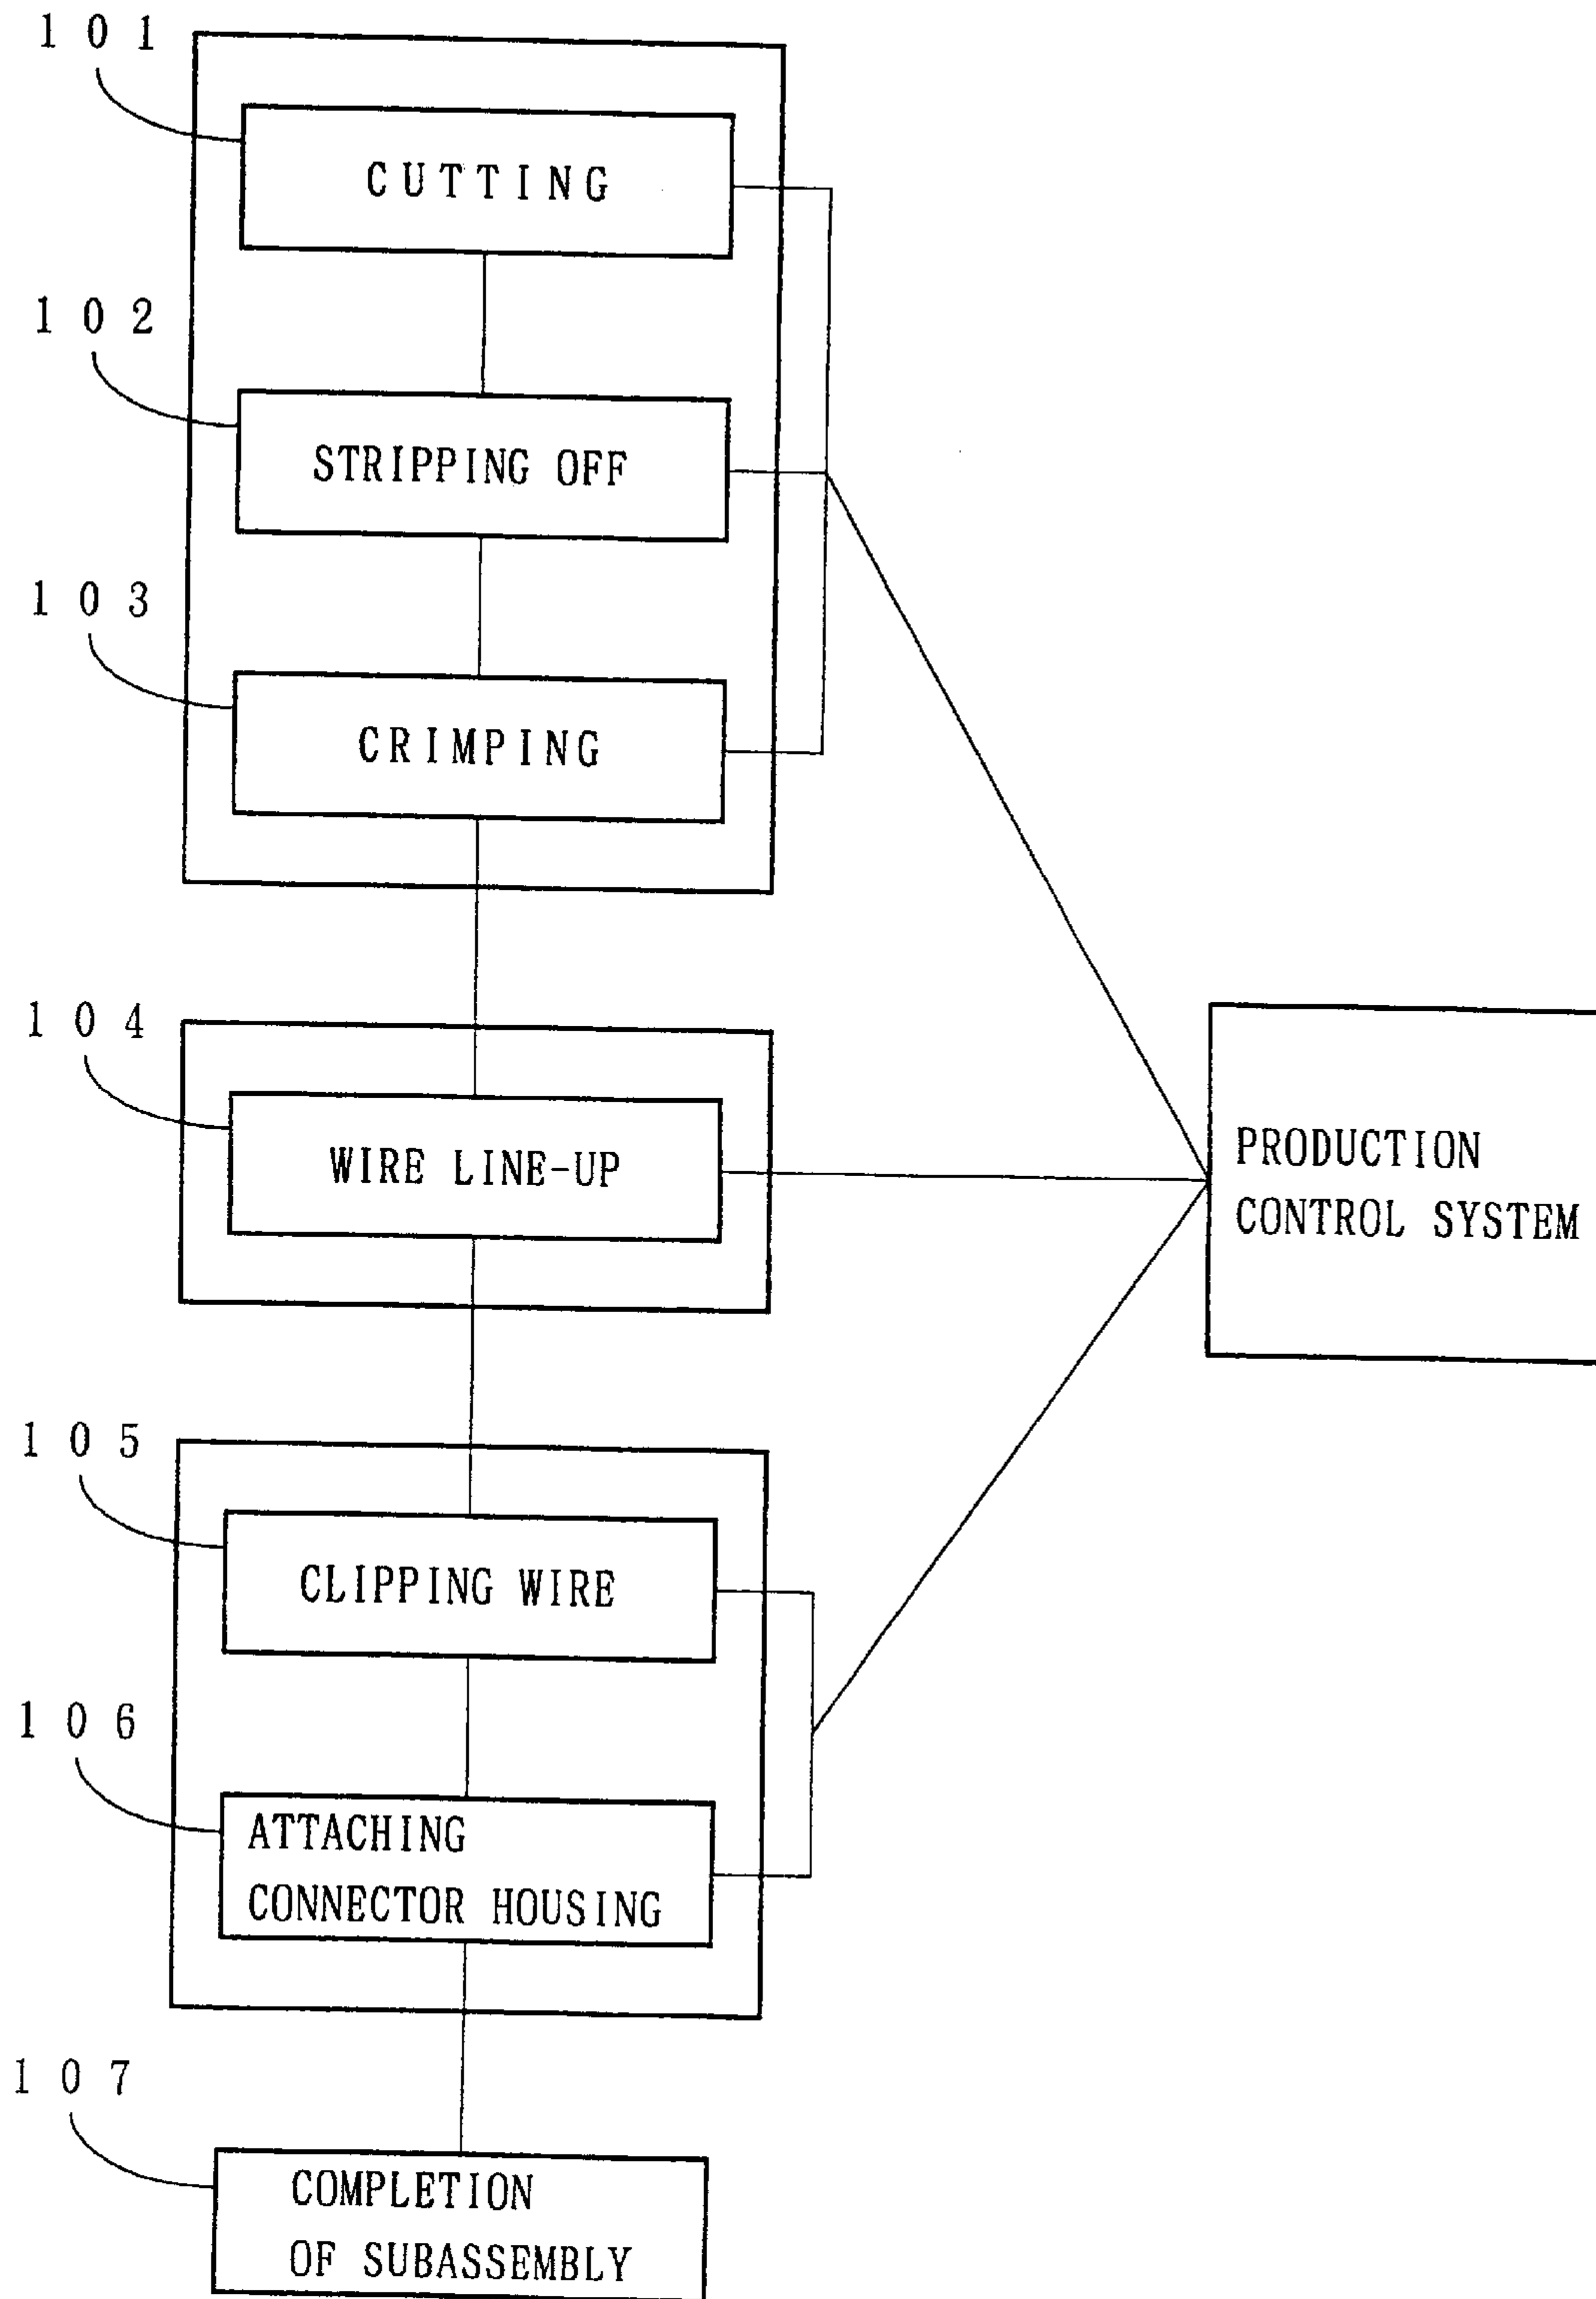 101
CUTTING
102
STRIPPING OFF
103
CRIMPING
104
WIRE LINE-UP
PRODUCTION
CONTROL SYSTEM
105
CLIPPING WIRE
106
ATTACHING
CONNECTOR HOUSING
107
COMPLETION
OF SUBASSEMBLY